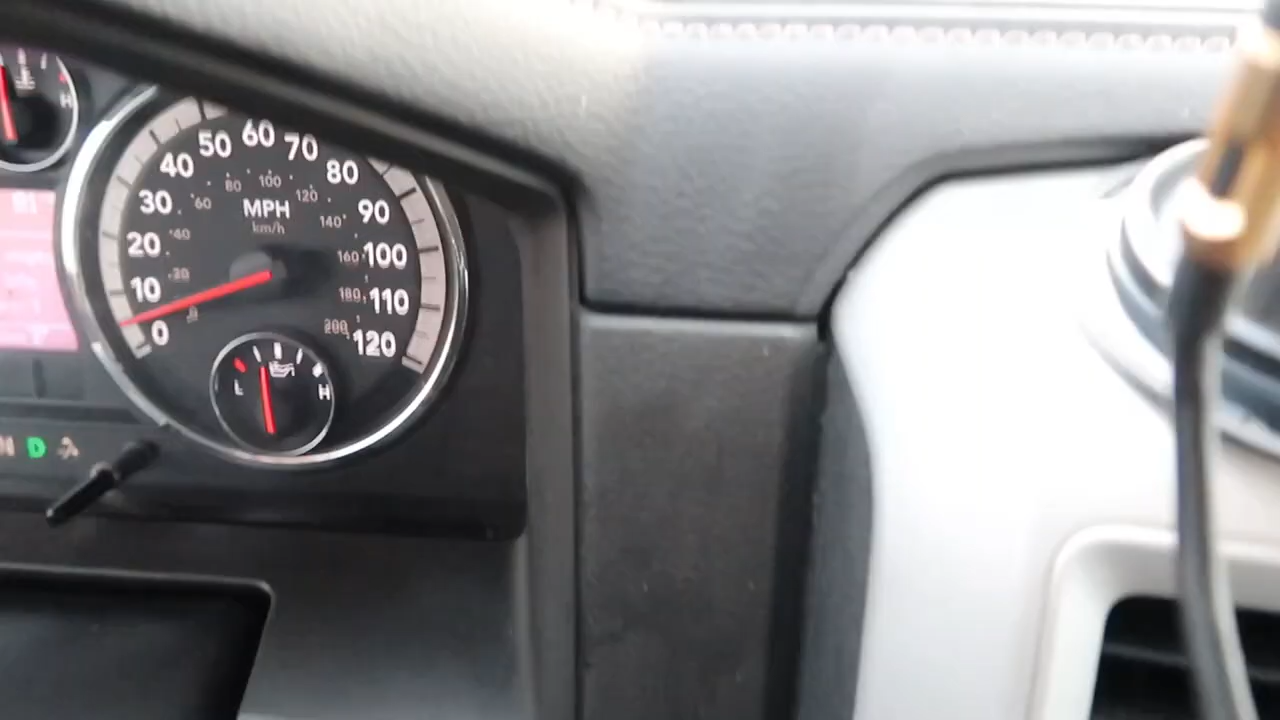 H
50 60 70
40 80
80 100 120
30 60 MPH 140 90
km/h
20 40 160 100
10 20 180 110
0 0 200 120
L H
N D